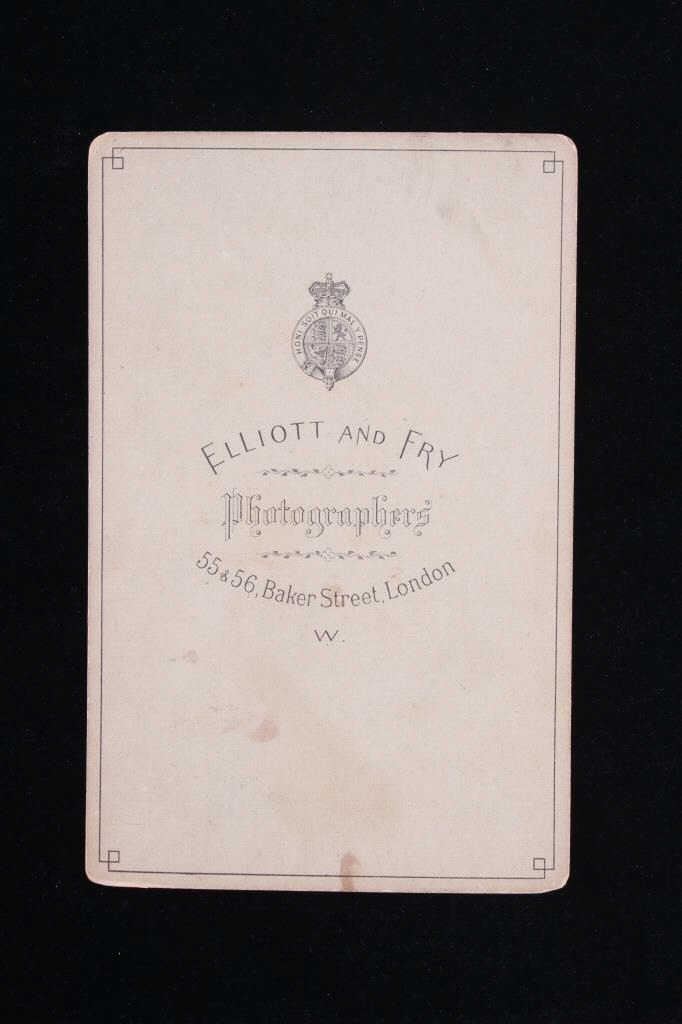 HONI SOIT QUI MAL Y PENSE
ELLIOTT AND FRY
Photographers
55 & 56, Baker Street, London
W.